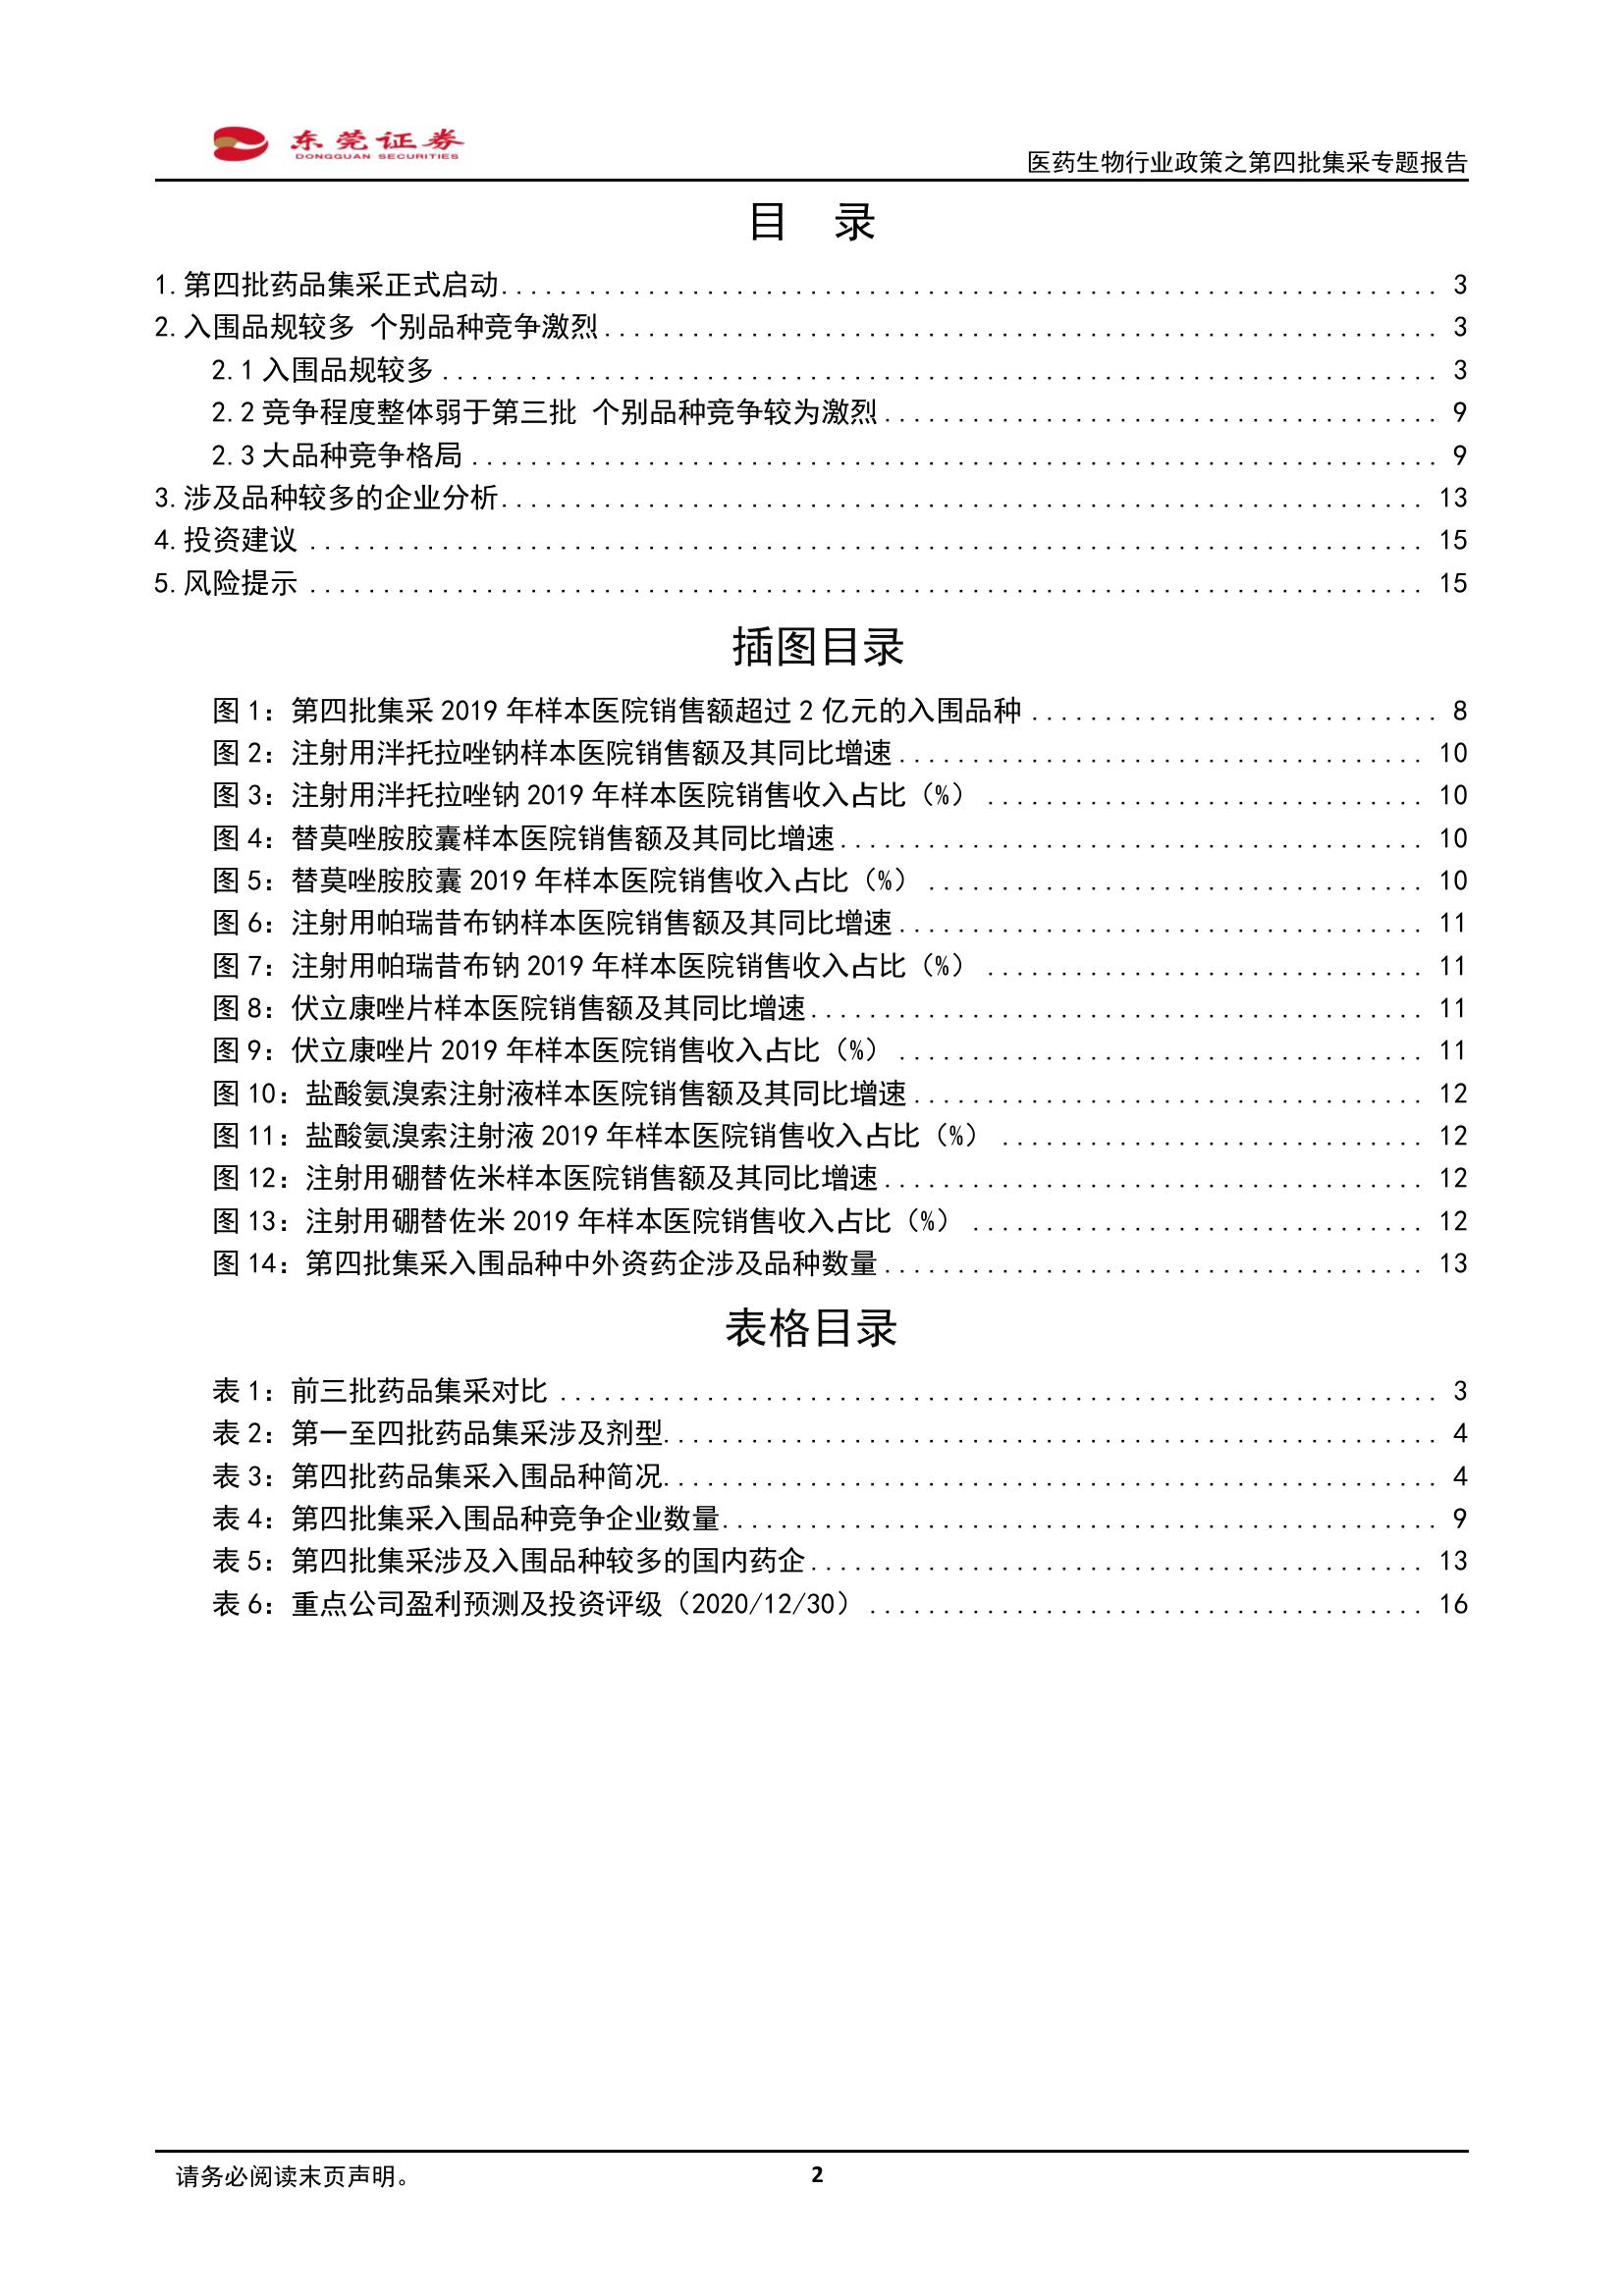 东莞证券
DONGGUAN SECURITIES
医药生物行业政策之第四批集采专题报告
目 录
1.第四批药品集采正式启动 3
2.入围品规较多 个别品种竞争激烈 3
2.1 入围品规较多 3
2.2 竞争程度整体弱于第三批 个别品种竞争较为激烈 9
2.3 大品种竞争格局 9
3.涉及品种较多的企业分析 13
4.投资建议 15
5.风险提示 15
插图目录
图 1：第四批集采 2019 年样本医院销售额超过 2 亿元的入围品种 8
图 2：注射用泮托拉唑钠样本医院销售额及其同比增速 10
图 3：注射用泮托拉唑钠 2019 年样本医院销售收入占比（%） 10
图 4：替莫唑胺胶囊样本医院销售额及其同比增速 10
图 5：替莫唑胺胶囊 2019 年样本医院销售收入占比（%） 10
图 6：注射用帕瑞昔布钠样本医院销售额及其同比增速 11
图 7：注射用帕瑞昔布钠 2019 年样本医院销售收入占比（%） 11
图 8：伏立康唑片样本医院销售额及其同比增速 11
图 9：伏立康唑片 2019 年样本医院销售收入占比（%） 11
图 10：盐酸氨溴索注射液样本医院销售额及其同比增速 12
图 11：盐酸氨溴索注射液 2019 年样本医院销售收入占比（%） 12
图 12：注射用硼替佐米样本医院销售额及其同比增速 12
图 13：注射用硼替佐米 2019 年样本医院销售收入占比（%） 12
图 14：第四批集采入围品种中外资药企涉及品种数量 13
表格目录
表 1：前三批药品集采对比 3
表 2：第一至四批药品集采涉及剂型 4
表 3：第四批药品集采入围品种简况 4
表 4：第四批集采入围品种竞争企业数量 9
表 5：第四批集采涉及入围品种较多的国内药企 13
表 6：重点公司盈利预测及投资评级（2020/12/30） 16
请务必阅读末页声明。
2